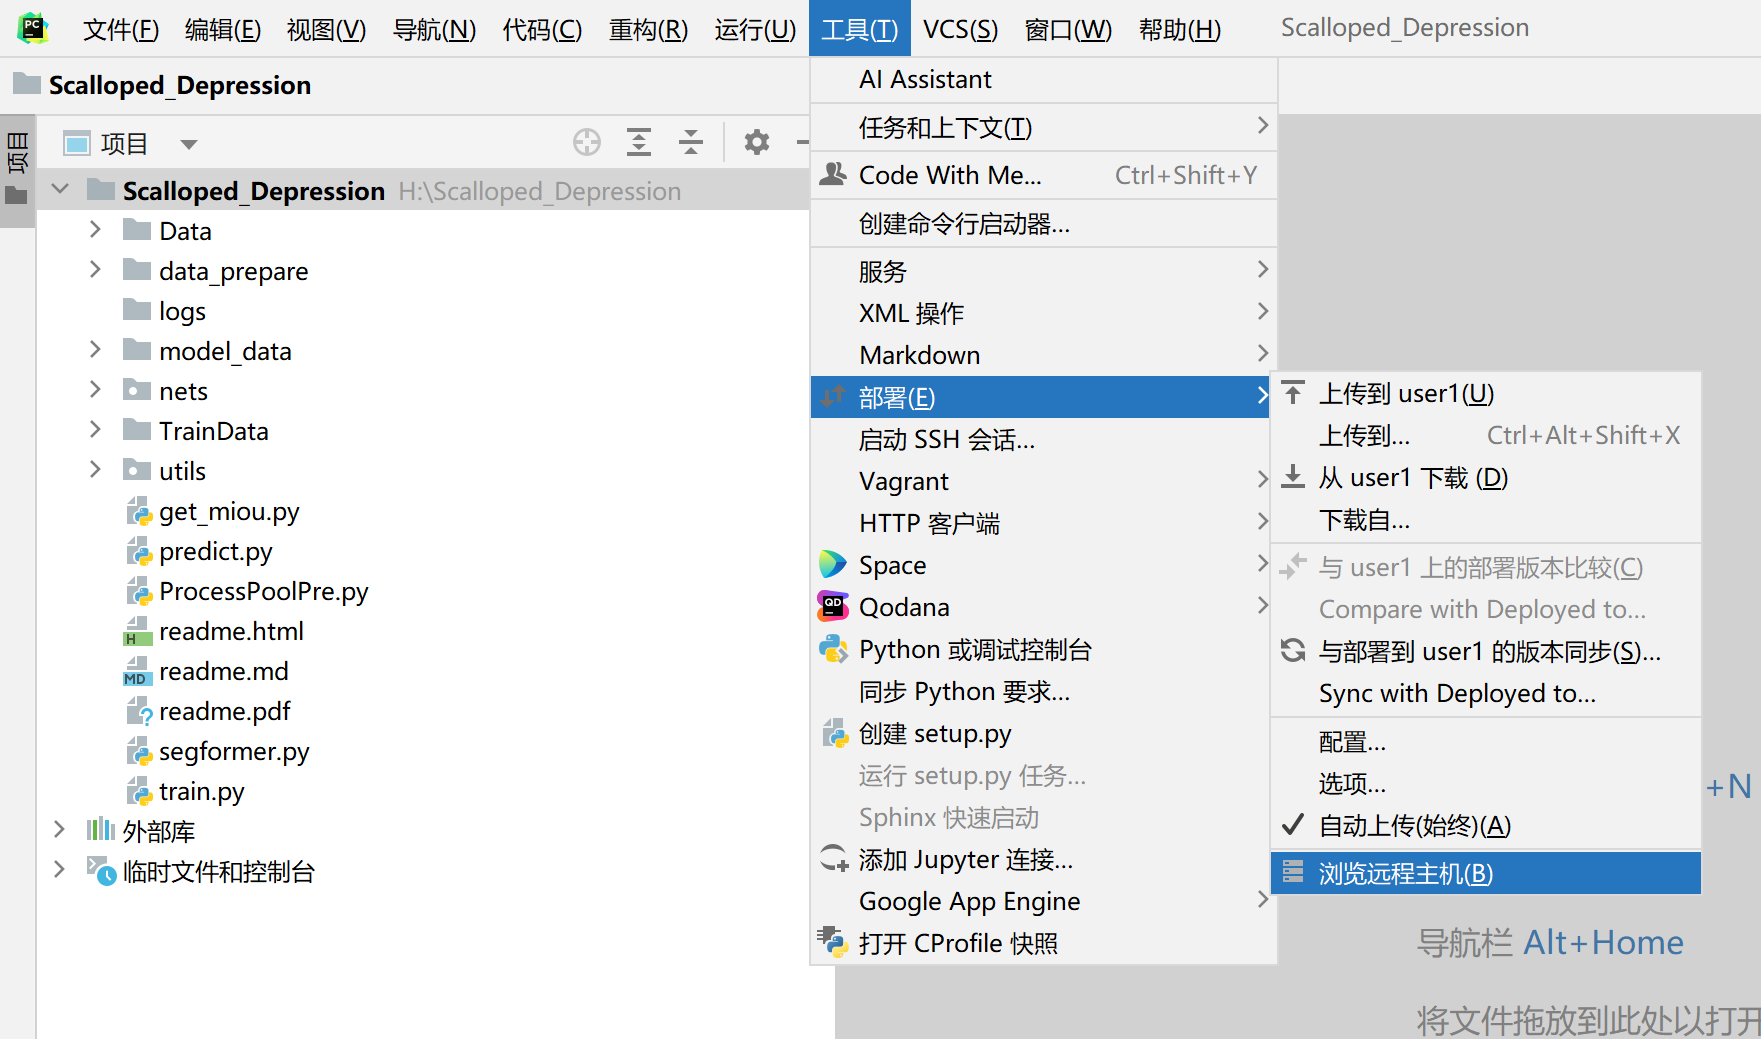 文件(F) 编辑(E) 视图(V) 导航(N) 代码(C) 重构(R) 运行(U) 工具(T) VCS(S) 窗口(W) 帮助(H) Scalloped_Depression
Scalloped_Depression
项目
项目
Scalloped_Depression H:\Scalloped_Depression
Data
data_prepare
logs
model_data
nets
TrainData
utils
get_miou.py
predict.py
ProcessPoolPre.py
readme.html
readme.md
readme.pdf
segformer.py
train.py
外部库
临时文件和控制台
AI Assistant
任务和上下文(T)
Code With Me... Ctrl+Shift+Y
创建命令行启动器...
服务
XML 操作
Markdown
部署(E)
启动 SSH 会话...
Vagrant
HTTP 客户端
Space
Qodana
Python 或调试控制台
同步 Python 要求...
创建 setup.py
运行 setup.py 任务...
Sphinx 快速启动
添加 Jupyter 连接...
Google App Engine
打开 CProfile 快照
上传到 user1(U)
上传到... Ctrl+Alt+Shift+X
从 user1 下载 (D)
下载自...
与 user1 上的部署版本比较(C)
Compare with Deployed to...
与部署到 user1 的版本同步(S)...
Sync with Deployed to...
配置...
选项...
自动上传(始终)(A)
浏览远程主机(B)
+N
导航栏 Alt+Home
将文件拖放到此处以打开